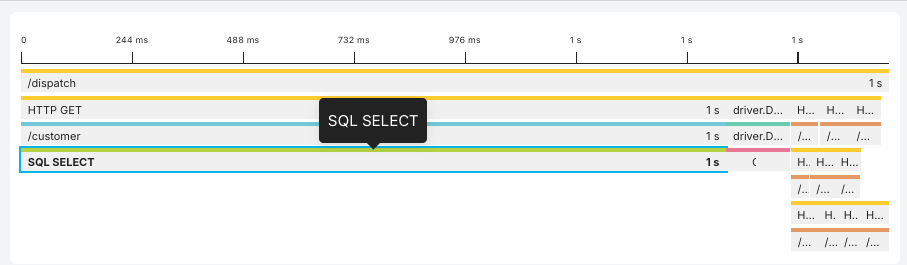 0 244 ms 488 ms 732 ms 976 ms 1 s 1 s 1 s
/dispatch 1 s
HTTP GET 1 s driver.D... H... H... H...
/customer 1 s driver.D... /... /... /...
SQL SELECT
SQL SELECT 1 s H.. H... H...
/... /... /...
H... H.. H... H...
/... /... /... /...